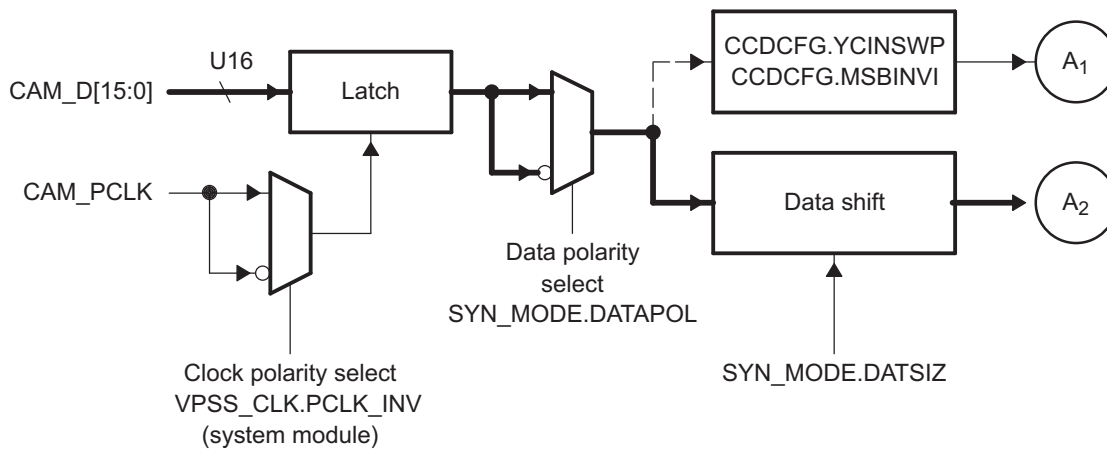 U16
CAM_D[15:0]
Latch
CCDCFG.YCINSWP
CCDCFG.MSBINVI
A1
CAM_PCLK
Data shift
A2
Data polarity
select
SYN_MODE.DATAPOL
Clock polarity select
VPSS_CLK.PCLK_INV
(system module)
SYN_MODE.DATSIZ